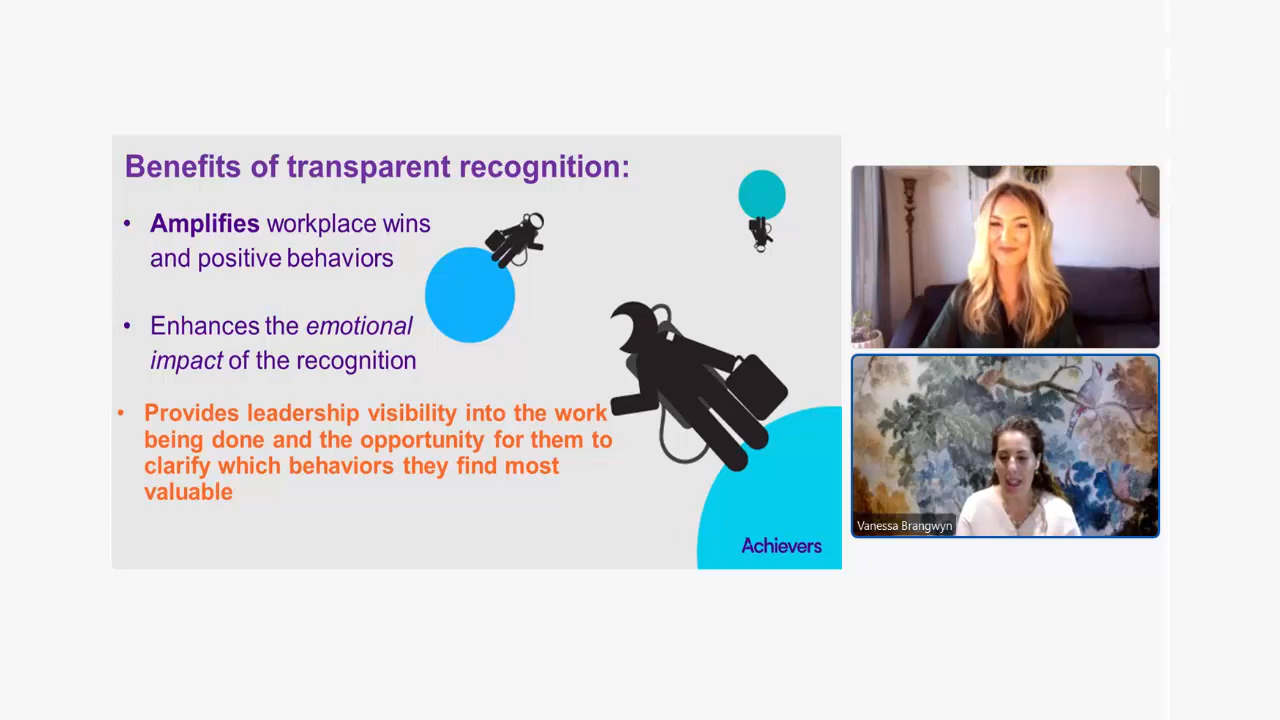 Benefits of transparent recognition:
• Amplifies workplace wins
and positive behaviors
• Enhances the emotional
impact of the recognition
• Provides leadership visibility into the work
being done and the opportunity for them to
clarify which behaviors they find most
valuable
Achievers
Vanessa Brangwyn